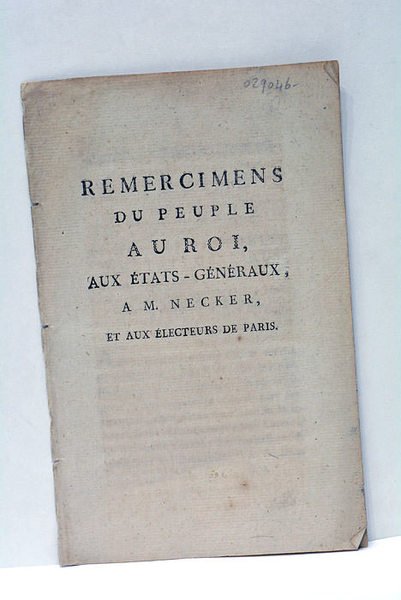 029046-
REMERCIMENS
DU PEUPLE
AU ROI,
AUX ÉTATS-GÉNÉRAUX,
A M. NECKER,
ET AUX ÉLECTEURS DE PARIS.